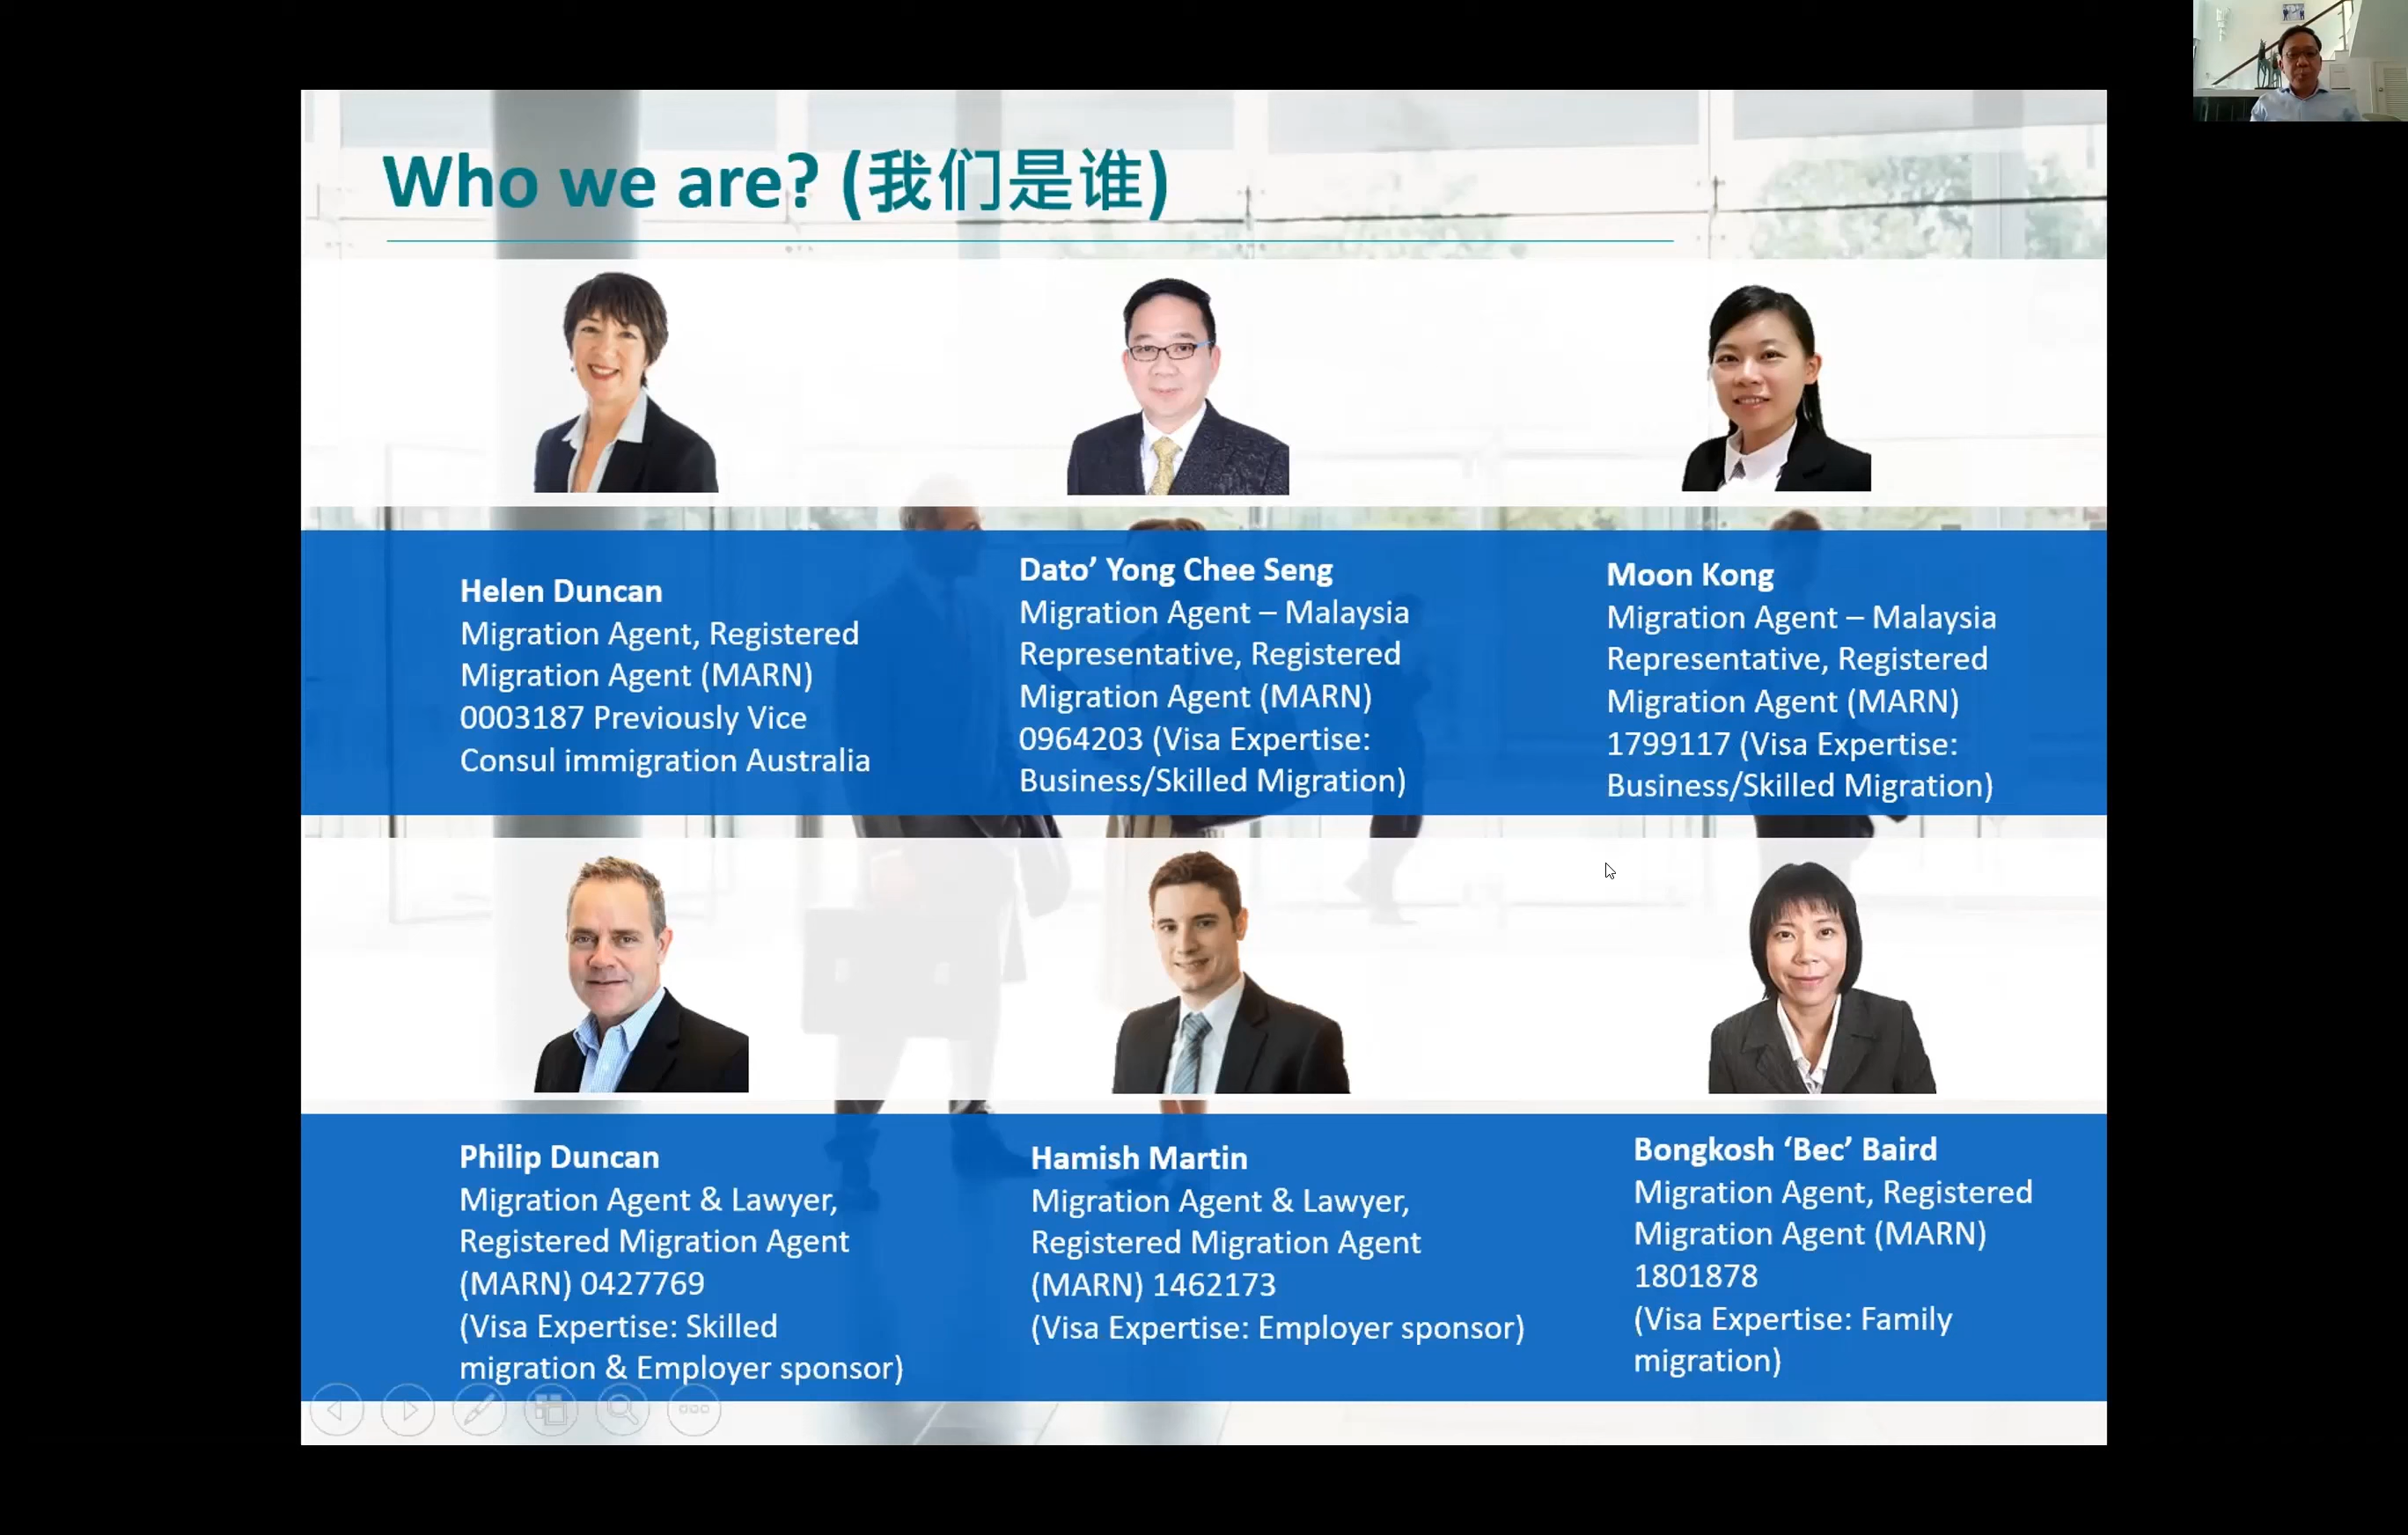 Who we are? (我们是谁)
Helen Duncan
Migration Agent, Registered
Migration Agent (MARN)
0003187 Previously Vice
Consul immigration Australia
Dato’ Yong Chee Seng
Migration Agent – Malaysia
Representative, Registered
Migration Agent (MARN)
0964203 (Visa Expertise:
Business/Skilled Migration)
Moon Kong
Migration Agent – Malaysia
Representative, Registered
Migration Agent (MARN)
1799117 (Visa Expertise:
Business/Skilled Migration)
Philip Duncan
Migration Agent & Lawyer,
Registered Migration Agent
(MARN) 0427769
(Visa Expertise: Skilled
migration & Employer sponsor)
Hamish Martin
Migration Agent & Lawyer,
Registered Migration Agent
(MARN) 1462173
(Visa Expertise: Employer sponsor)
Bongkosh ‘Bec’ Baird
Migration Agent, Registered
Migration Agent (MARN)
1801878
(Visa Expertise: Family
migration)